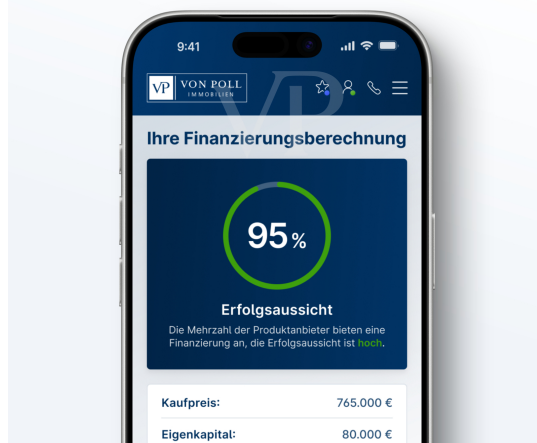 9:41
VP VON POLL
IMMOBILIEN
VP
Ihre Finanzierungsberechnung
95 %
Erfolgsaussicht
Die Mehrzahl der Produktanbieter bieten eine
Finanzierung an, die Erfolgsaussicht ist hoch.
Kaufpreis: 765.000 €
Eigenkapital: 80.000 €